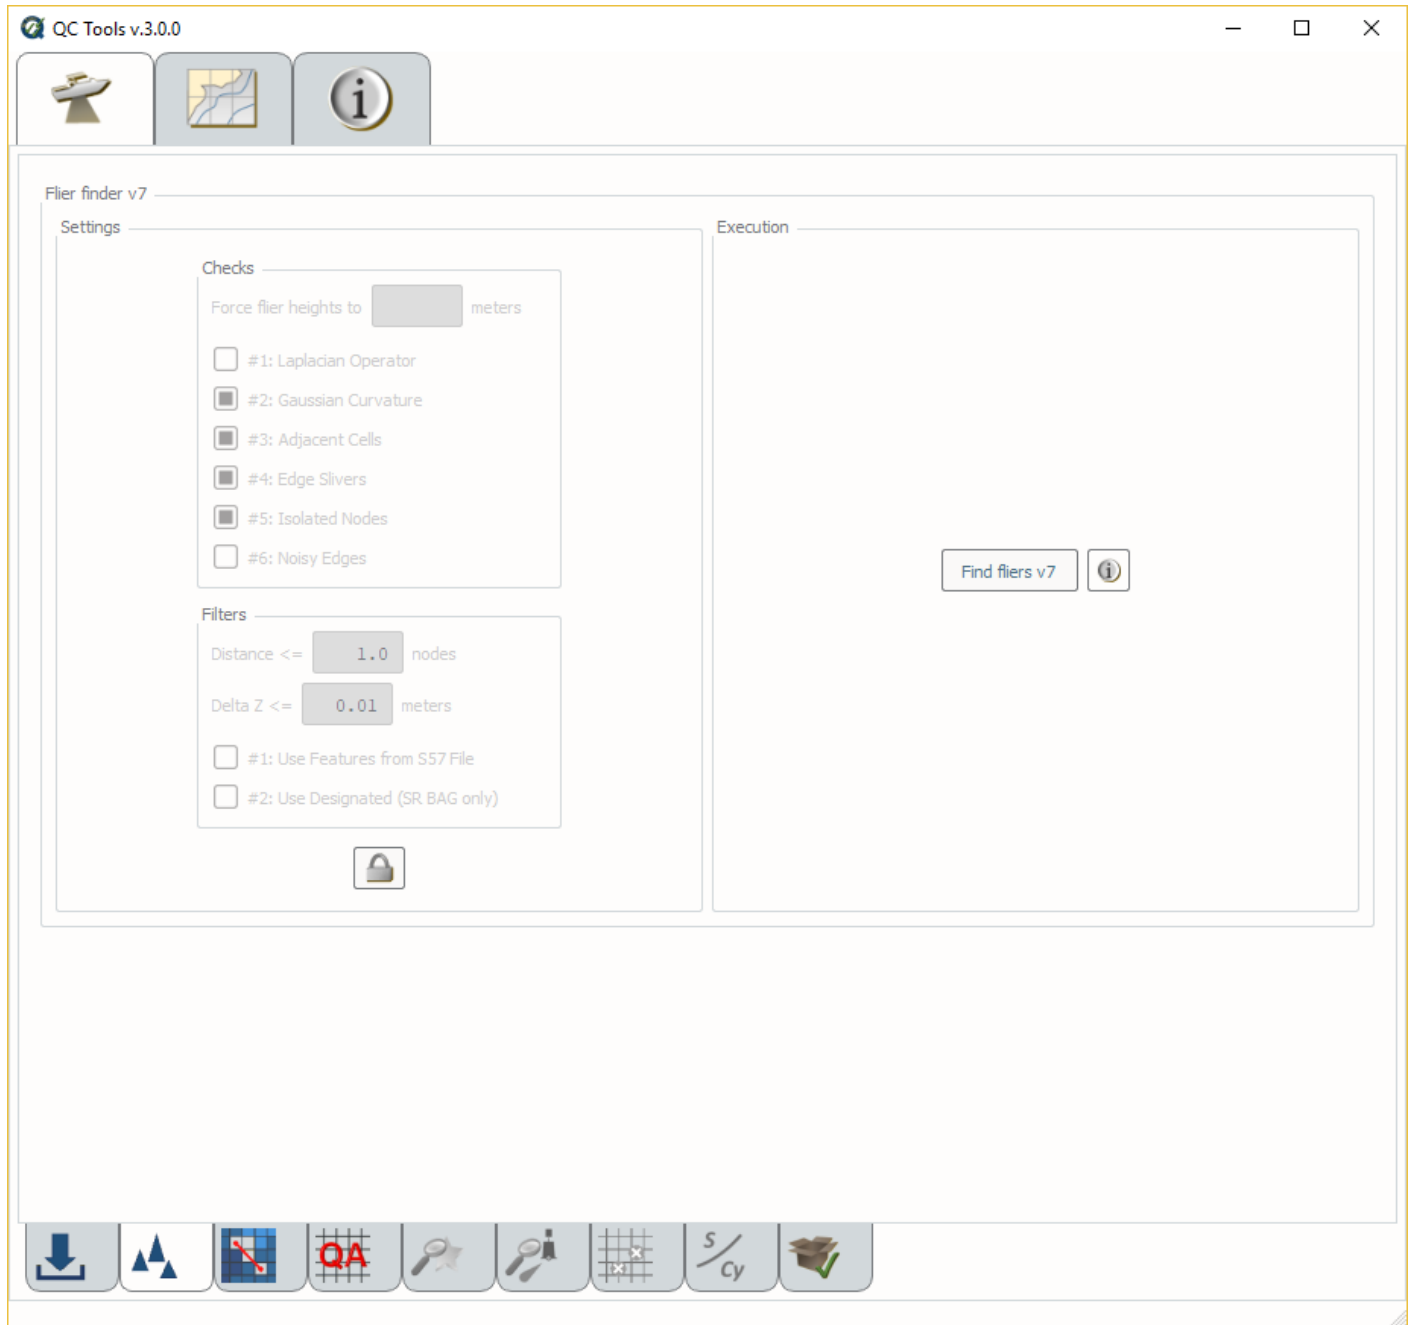 QC Tools v.3.0.0
Flier finder v7
Settings
Execution
Checks
Force flier heights to meters
#1: Laplacian Operator
#2: Gaussian Curvature
#3: Adjacent Cells
#4: Edge Slivers
#5: Isolated Nodes
#6: Noisy Edges
Find fliers v7
i
Filters
Distance <= 1.0 nodes
Delta Z <= 0.01 meters
#1: Use Features from S57 File
#2: Use Designated (SR BAG only)
QA
S/Cy